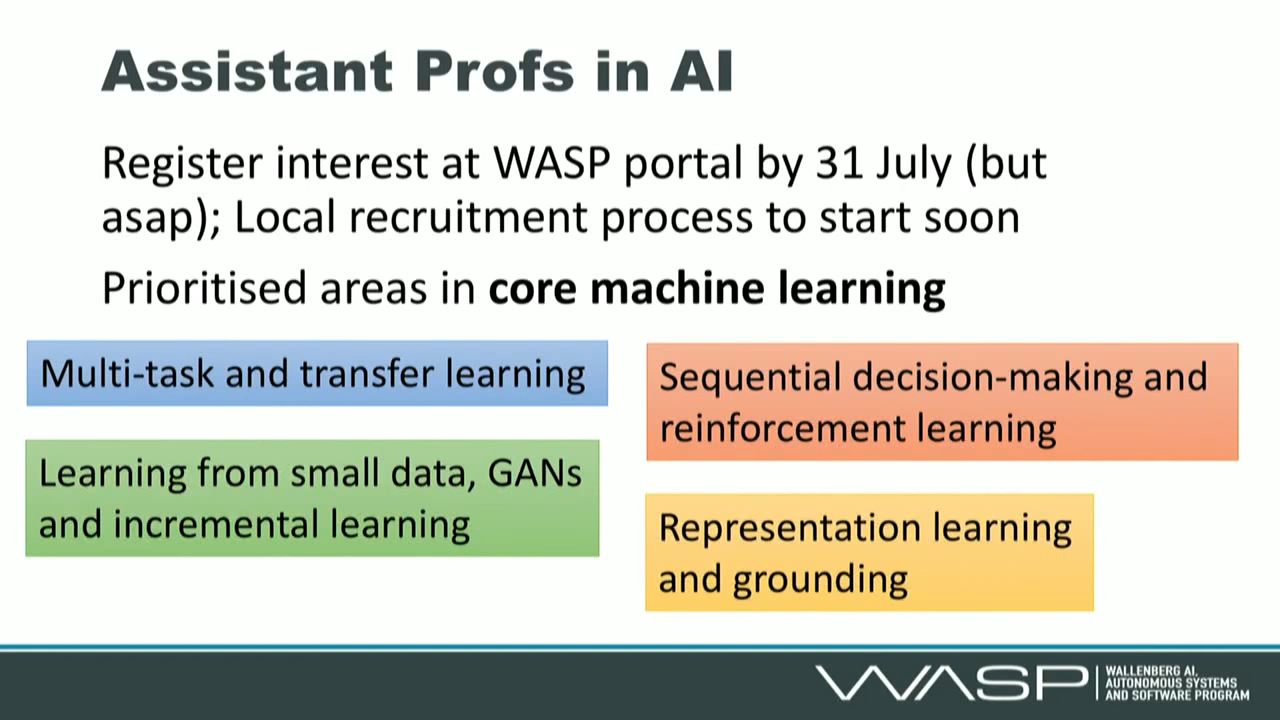 Assistant Profs in AI
Register interest at WASP portal by 31 July (but
asap); Local recruitment process to start soon
Prioritised areas in core machine learning
Multi-task and transfer learning
Learning from small data, GANs
and incremental learning
Sequential decision-making and
reinforcement learning
Representation learning
and grounding
WASP
WALLENBERG AI,
AUTONOMOUS SYSTEMS
AND SOFTWARE PROGRAM